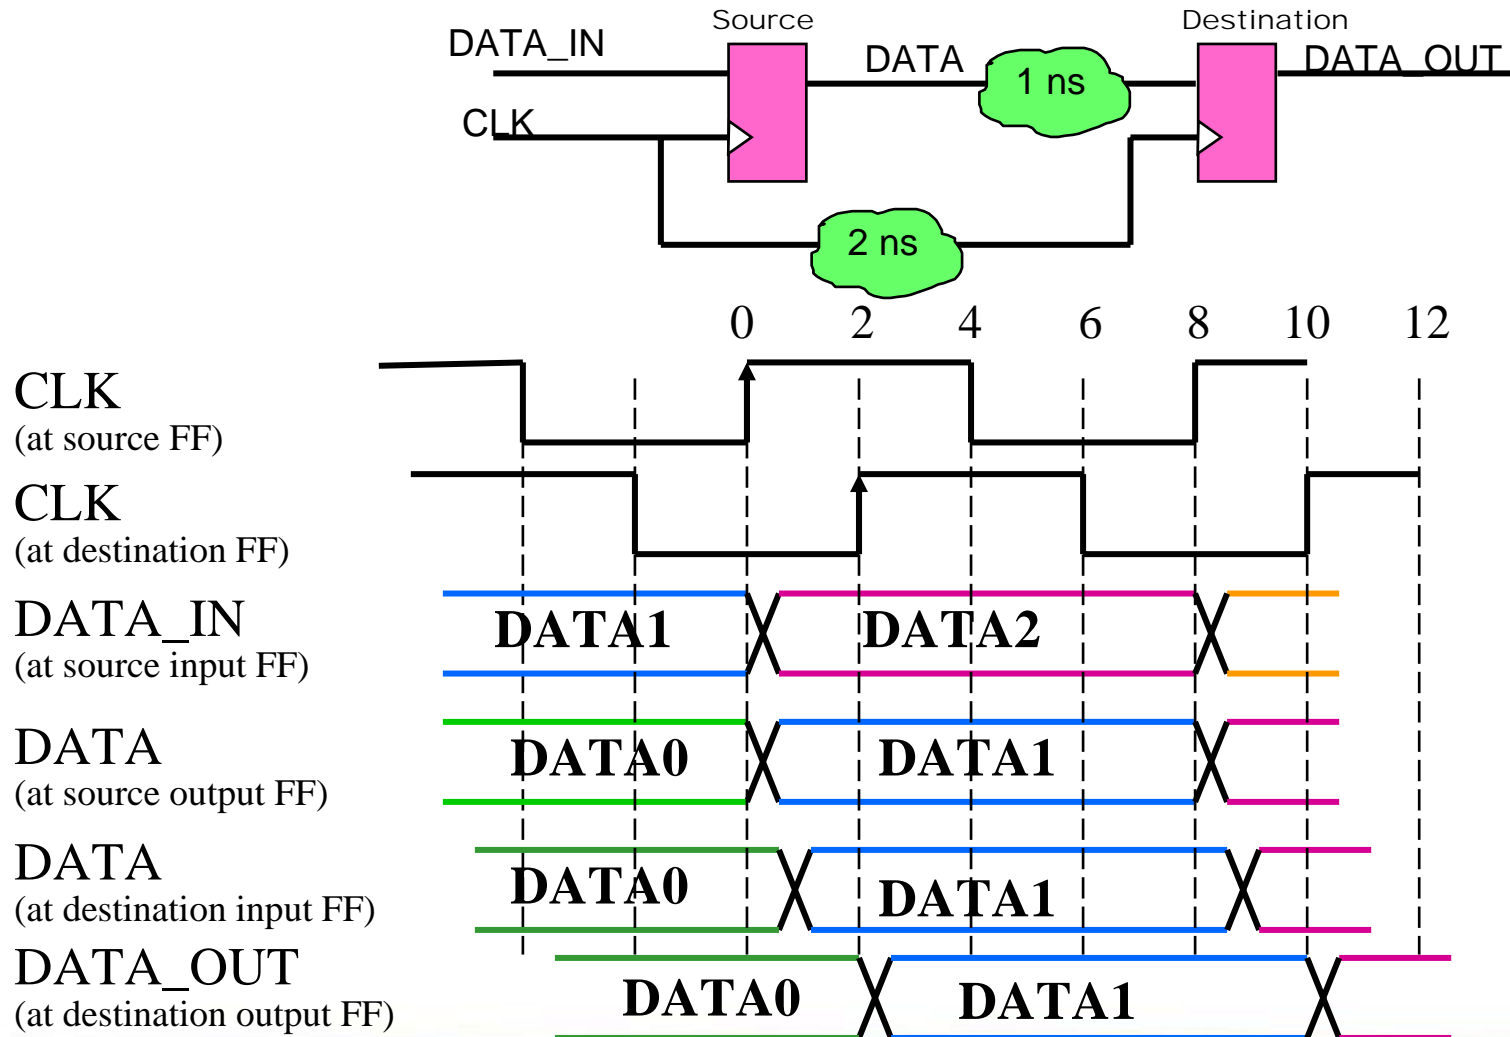 Source
Destination
DATA_IN
DATA
1 ns
DATA_OUT
CLK
2 ns
0 2 4 6 8 10 12
CLK
(at source FF)
CLK
(at destination FF)
DATA_IN
(at source input FF)
DATA1 DATA2
DATA
(at source output FF)
DATA0 DATA1
DATA
(at destination input FF)
DATA0 DATA1
DATA_OUT
(at destination output FF)
DATA0 DATA1